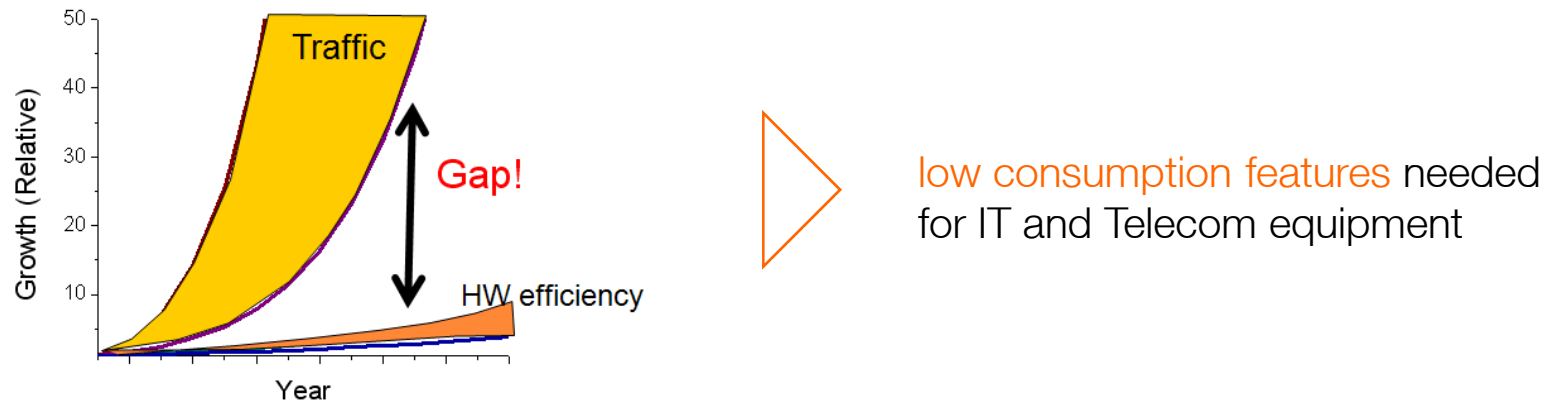 50
Traffic
40
Growth (Relative)
30
Gap!
20
10
HW efficiency
Year
low consumption features needed
for IT and Telecom equipment